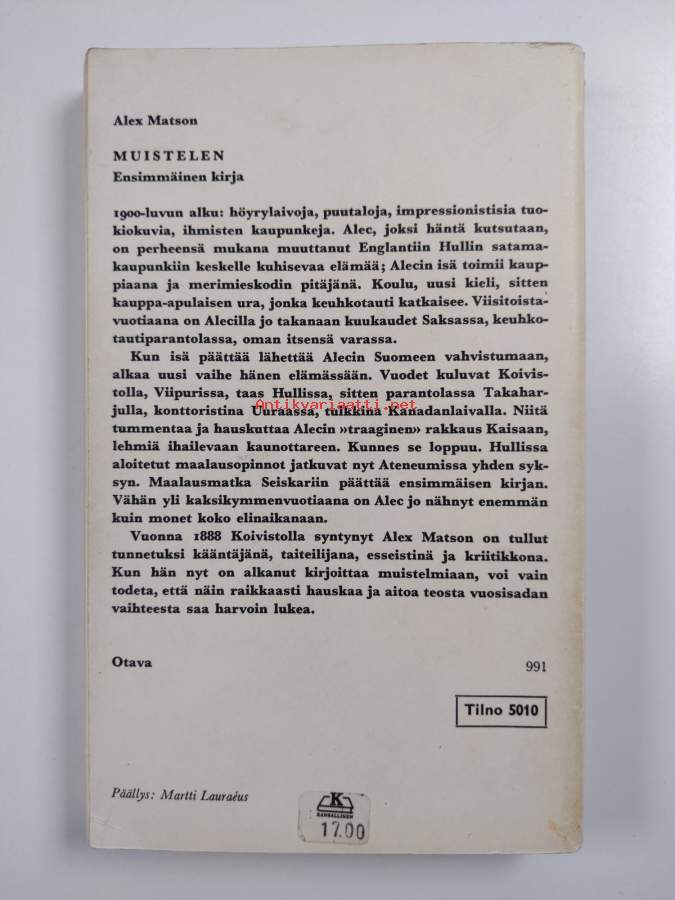 Alex Matson
MUISTELEN
Ensimmäinen kirja
1900-luvun alku: höyrylaivoja, puutaloja, impressionistisia tuo-
kiokuvia, ihmisten kaupunkeja. Alec, joksi häntä kutsutaan,
on perheensä mukana muuttanut Englantiin Hullin satama-
kaupunkiin keskelle kuhisevaa elämää; Alecin isä toimii kaup-
piaana ja merimieskodin pitäjänä. Koulu, uusi kieli, sitten
kauppa-apulaisen ura, jonka keuhkotauti katkaisee. Viisitoista-
vuotiaana on Alecilla jo takanaan kuukaudet Saksassa, keuhko-
tautiparantolassa, oman itsensä varassa.
Kun isä päättää lähettää Alecin Suomeen vahvistumaan,
alkaa uusi vaihe hänen elämässään. Vuodet kuluvat Koivis-
tolla, Viipurissa, taas Hullissa, sitten parantolassa Takahar-
Antikvariaatti.net
julla, konttoristina Uuraassa, tulkkina Kanadanlaivalla. Niitä
tummentaa ja hauskuttaa Alecin »traaginen» rakkaus Kaisaan,
lehmiä ihailevaan kaunottareen. Kunnes se loppuu. Hullissa
aloitetut maalausopinnot jatkuvat nyt Ateneumissa yhden syk-
syn. Maalausmatka Seiskariin päättää ensimmäisen kirjan.
Vähän yli kaksikymmenvuotiaana on Alec jo nähnyt enemmän
kuin monet koko elinaikanaan.
Vuonna 1888 Koivistolla syntynyt Alex Matson on tullut
tunnetuksi kääntäjänä, taiteilijana, esseistinä ja kriitikkona.
Kun hän nyt on alkanut kirjoittaa muistelmiaan, voi vain
todeta, että näin raikkaasti hauskaa ja aitoa teosta vuosisadan
vaihteesta saa harvoin lukea.
Otava
991
Tilno 5010
Päällys: Martti Lauraéus
K
KANSALLINEN
17.00